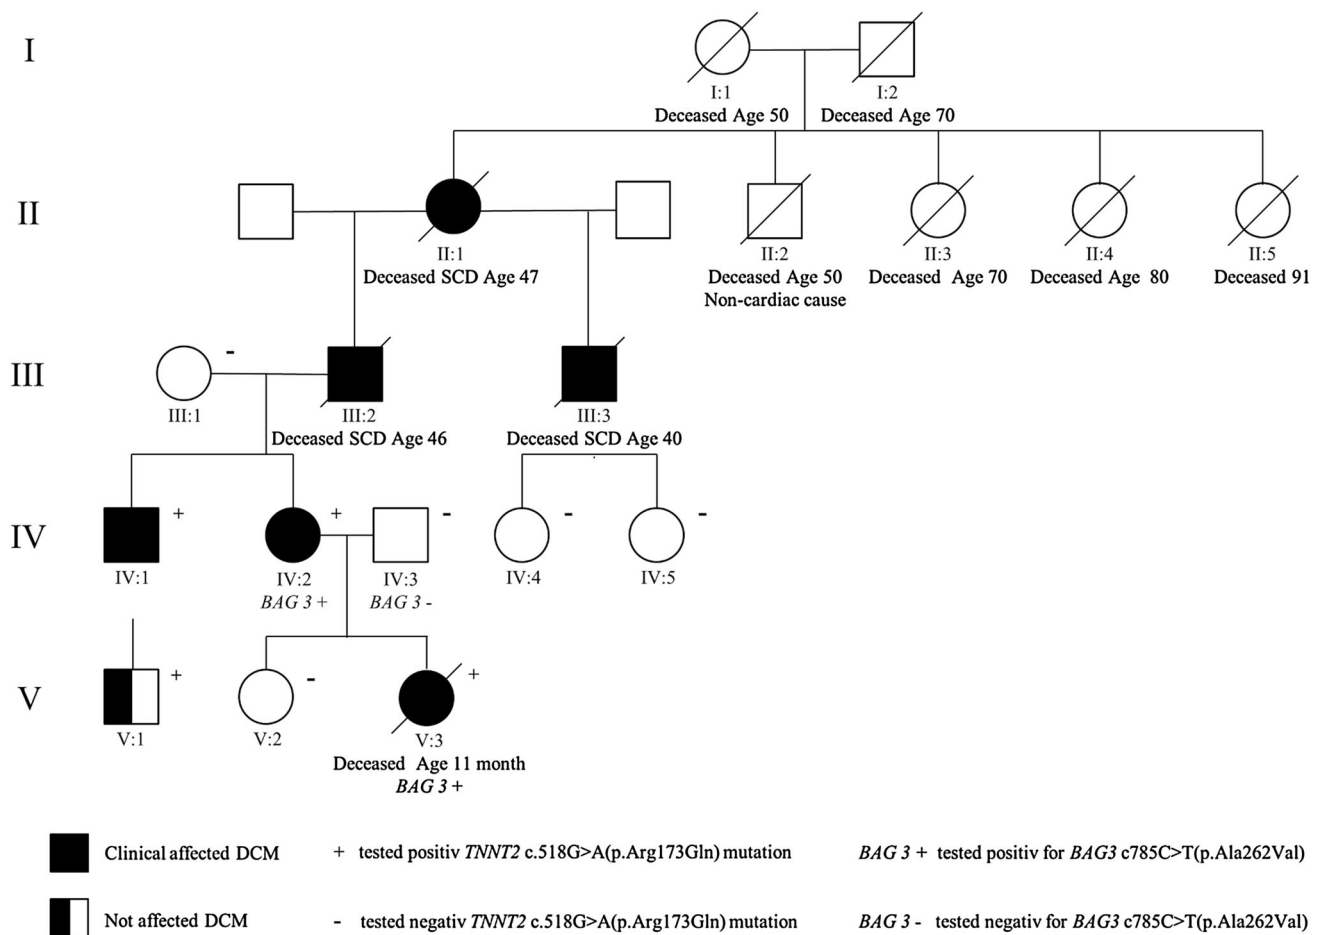 I
I:1
I:2
Deceased Age 50
Deceased Age 70
II
II:1
II:2
II:3
II:4
II:5
Deceased SCD Age 47
Deceased Age 50
Deceased Age 70
Deceased Age 80
Deceased 91
Non-cardiac cause
-
III
III:1
III:2
III:3
Deceased SCD Age 46
Deceased SCD Age 40
+
+
-
-
-
IV
IV:1
IV:2
IV:3
IV:4
IV:5
BAG 3 +
BAG 3 -
+
-
+
V
V:1
V:2
V:3
Deceased Age 11 month
BAG 3 +
Clinical affected DCM
+ tested positiv TNNT2 c.518G>A(p.Arg173Gln) mutation
BAG 3 + tested positiv for BAG3 c785C>T(p.Ala262Val)
Not affected DCM
- tested negativ TNNT2 c.518G>A(p.Arg173Gln) mutation
BAG 3 - tested negativ for BAG3 c785C>T(p.Ala262Val)